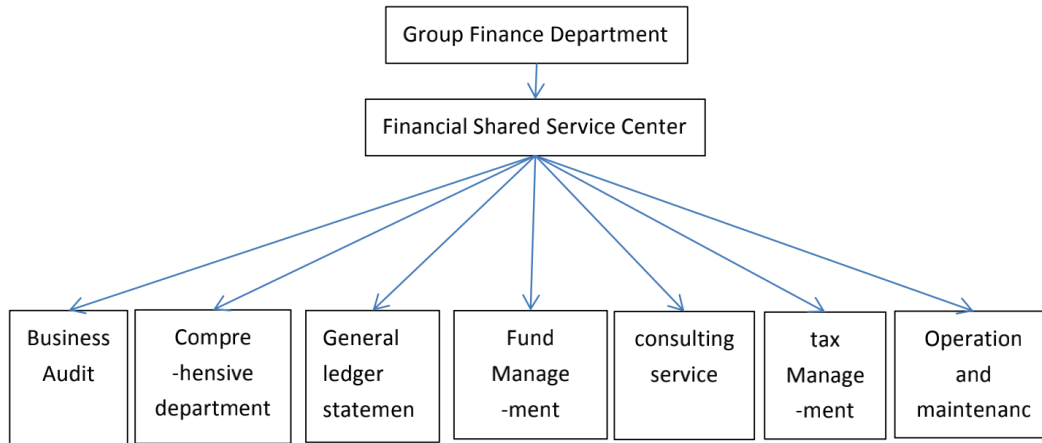 Group Finance Department
Financial Shared Service Center
Business
Audit
Compre
-hensive
department
General
ledger
statemen
Fund
Manage
-ment
consulting
service
tax
Manage
-ment
Operation
and
maintenanc